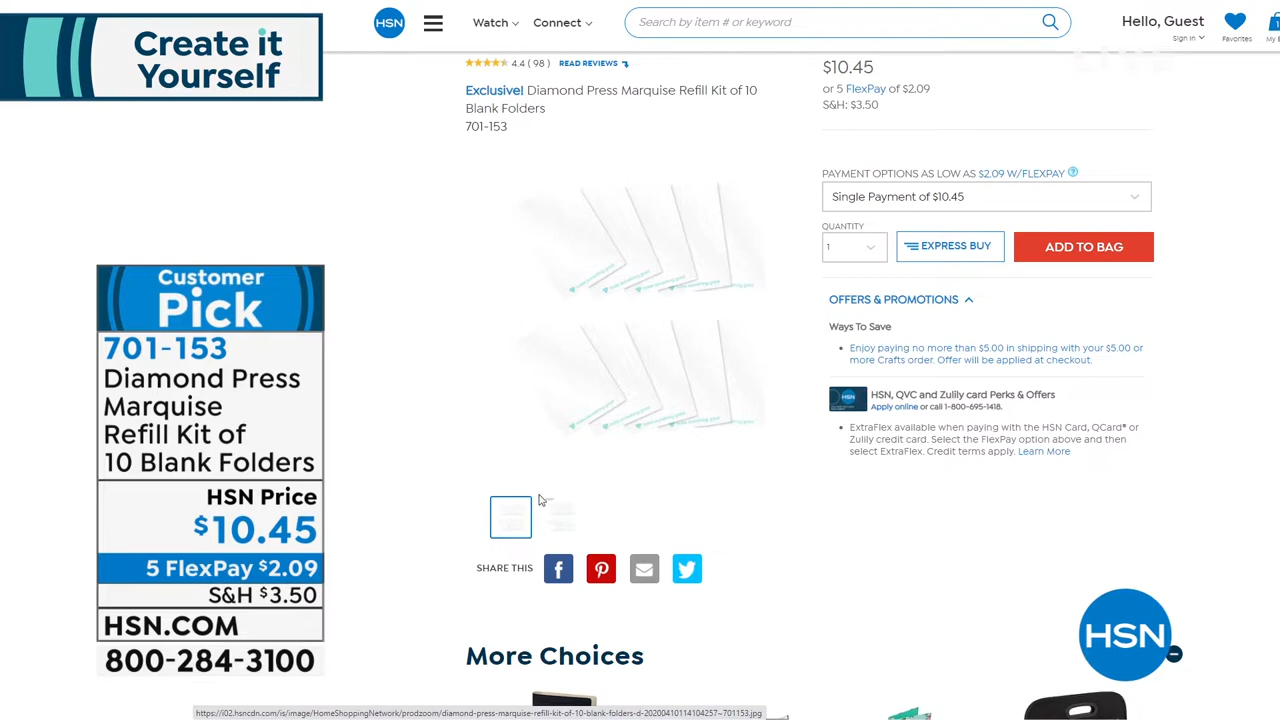 Create it
Yourself
HSN
Watch
Connect
Search by item # or keyword
Hello, Guest
Sign In
Favorites
4.4 ( 98 )
READ REVIEWS
Exclusive! Diamond Press Marquise Refill Kit of 10
Blank Folders
701-153
$10.45
or 5 FlexPay of $2.09
S&H: $3.50
PAYMENT OPTIONS AS LOW AS $2.09 W/FLEXPAY ?
Single Payment of $10.45
QUANTITY
1
EXPRESS BUY
ADD TO BAG
OFFERS & PROMOTIONS
Ways To Save
Enjoy paying no more than $5.00 in shipping with your $5.00 or
more Crafts order. Offer will be applied at checkout.
HSN
HSN, QVC and Zulily card Perks & Offers
Apply online or call 1-800-695-1418.
ExtraFlex available when paying with the HSN Card, QCard® or
Zulily credit card. Select the FlexPay option above and then
select ExtraFlex. Credit terms apply. Learn More
Customer
Pick
701-153
Diamond Press
Marquise
Refill Kit of
10 Blank Folders
HSN Price
$10.45
5 FlexPay $2.09
S&H $3.50
HSN.COM
800-284-3100
SHARE THIS
More Choices
HSN
https://i02.hsncdn.com/is/image/HomeShoppingNetwork/prodzoom/diamond-press-marquise-refill-kit-of-10-blank-folders-d-20200410114104257~701153.jpg